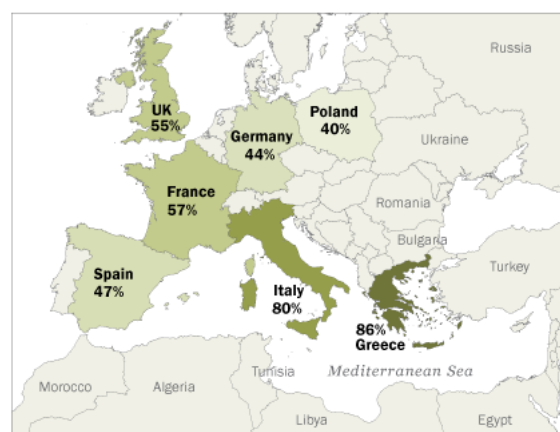 Russia
UK
55%
Poland
40%
Germany
44%
Ukraine
France
57%
Romania
Bulgaria
Spain
47%
Turkey
Italy
80%
86%
Greece
Mediterranean Sea
Tunisia
Morocco
Algeria
Libya
Egypt